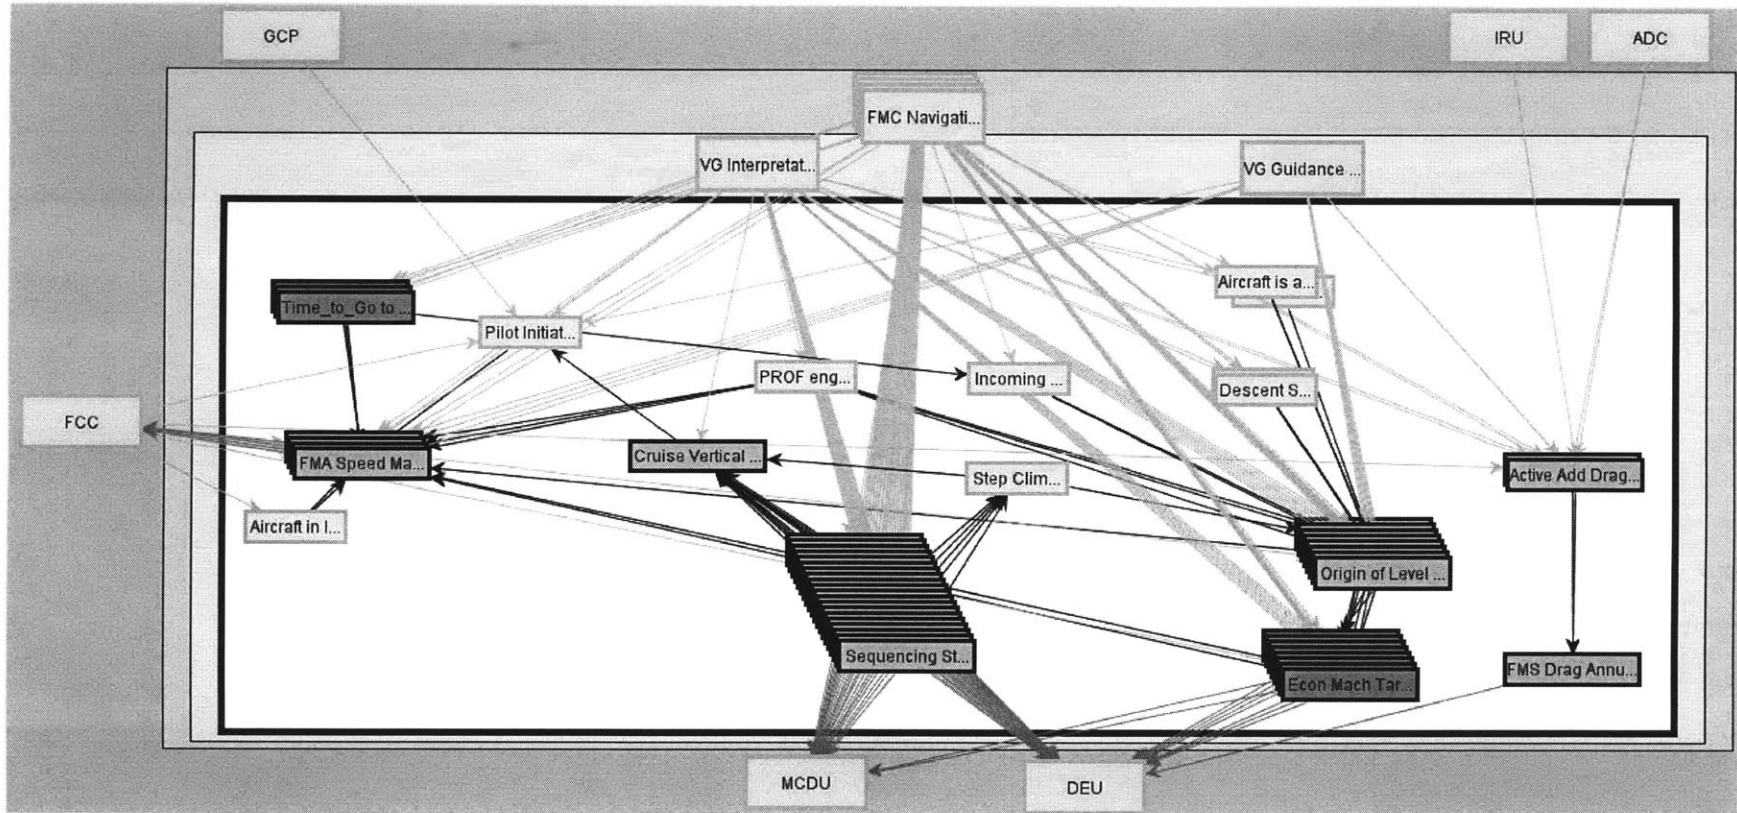 GCP
IRU
ADC
FMC Navigati...
VG Interpretat...
VG Guidance ...
Aircraft is a...
Time_to_Go to ...
Pilot Initiat...
PROF eng...
Incoming ...
Descent S...
FCC
FMA Speed Ma...
Cruise Vertical ...
Step Clim...
Active Add Drag...
Aircraft in I...
Origin of Level ...
Sequencing St...
Econ Mach Tar...
FMS Drag Annu...
MCDU
DEU